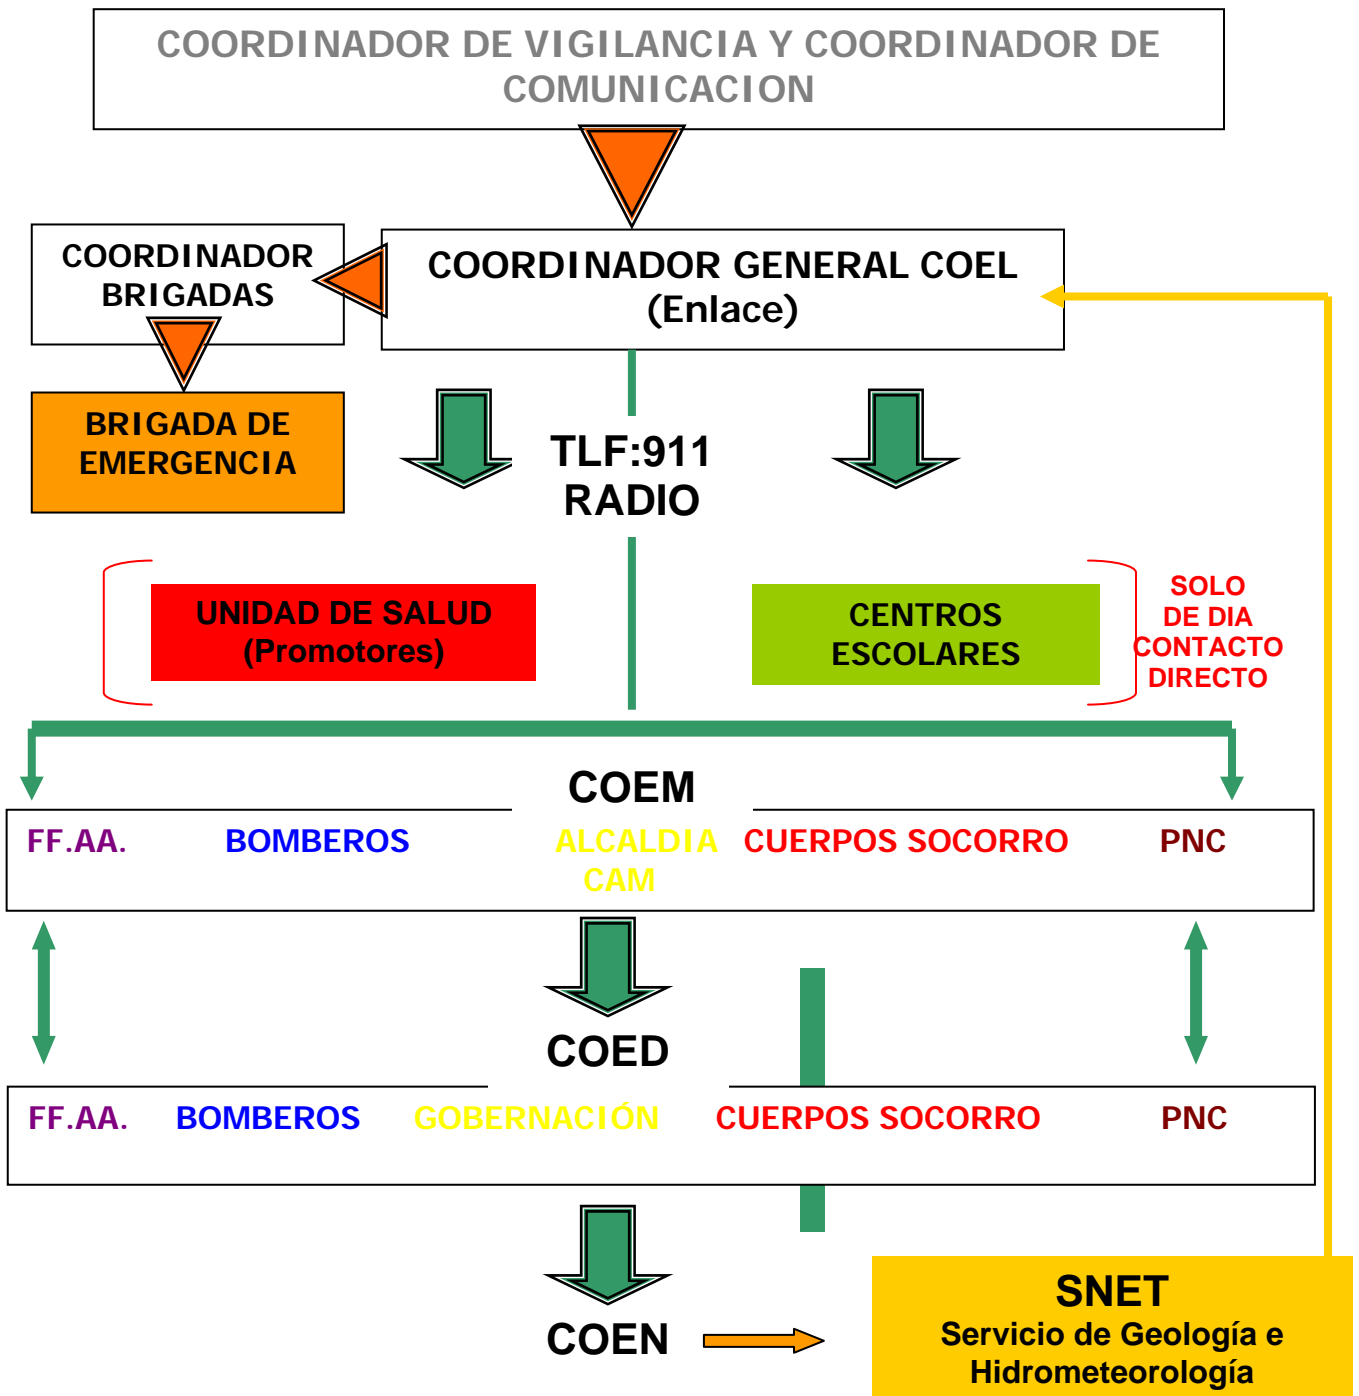 COORDINADOR DE VIGILANCIA Y COORDINADOR DE
COMUNICACION
COORDINADOR
BRIGADAS
COORDINADOR GENERAL COEL
(Enlace)
BRIGADA DE
EMERGENCIA
TLF:911
RADIO
UNIDAD DE SALUD
(Promotores)
CENTROS
ESCOLARES
SOLO
DE DIA
CONTACTO
DIRECTO
COEM
FF.AA. BOMBEROS ALCALDIA CUERPOS SOCORRO PNC
CAM
COED
FF.AA. BOMBEROS GOBERNACIÓN CUERPOS SOCORRO PNC
COEN
SNET
Servicio de Geología e
Hidrometeorología